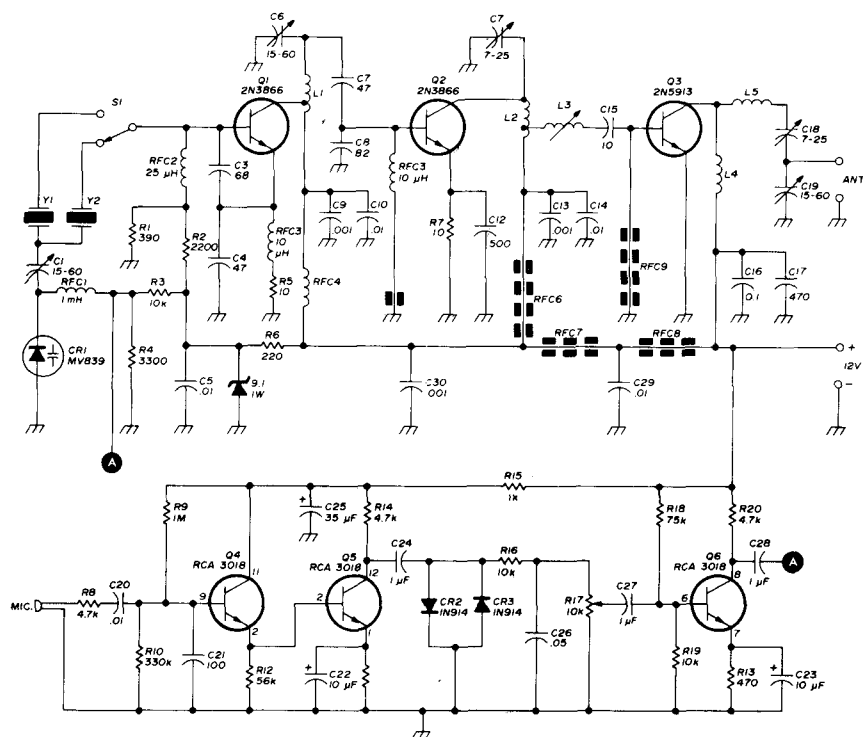 C6
15-60
C7
7-25
Q1
2N3866
Q2
2N3866
Q3
2N5913
S1
L1
C7
47
L2
L3
C15
10
L5
C18
7-25
RFC2
25 µH
C3
68
C8
82
RFC3
10 µH
L4
ANT
C19
15-60
Y1
Y2
R1
390
R2
2200
C4
47
RFC3
10
µH
R5
10
C9
.001
C10
.01
R7
10
C12
500
C13
.001
C14
.01
RFC9
C16
0.1
C17
470
C1
15-60
RFC1
1mH
R3
10k
RFC4
RFC6
CR1
MV839
R4
3300
R6
220
RFC7
RFC8
+
12V
-
C5
.01
9.1
1W
C30
.001
C29
.01
A
R15
1k
R9
1M
C25
35 µF
R14
4.7k
R18
75k
R20
4.7k
Q4
RCA 3018
11
Q5
RCA 3018
12
C24
1 µF
R16
10k
Q6
RCA 3018
8
C28
1 µF
A
MIC.
R8
4.7k
C20
.01
9
2
2
1
CR2
1N914
CR3
1N914
R17
10k
C27
1µF
6
7
R10
330k
C21
100
R12
56k
C22
10 µF
C26
.05
R19
10k
R13
470
C23
10 µF